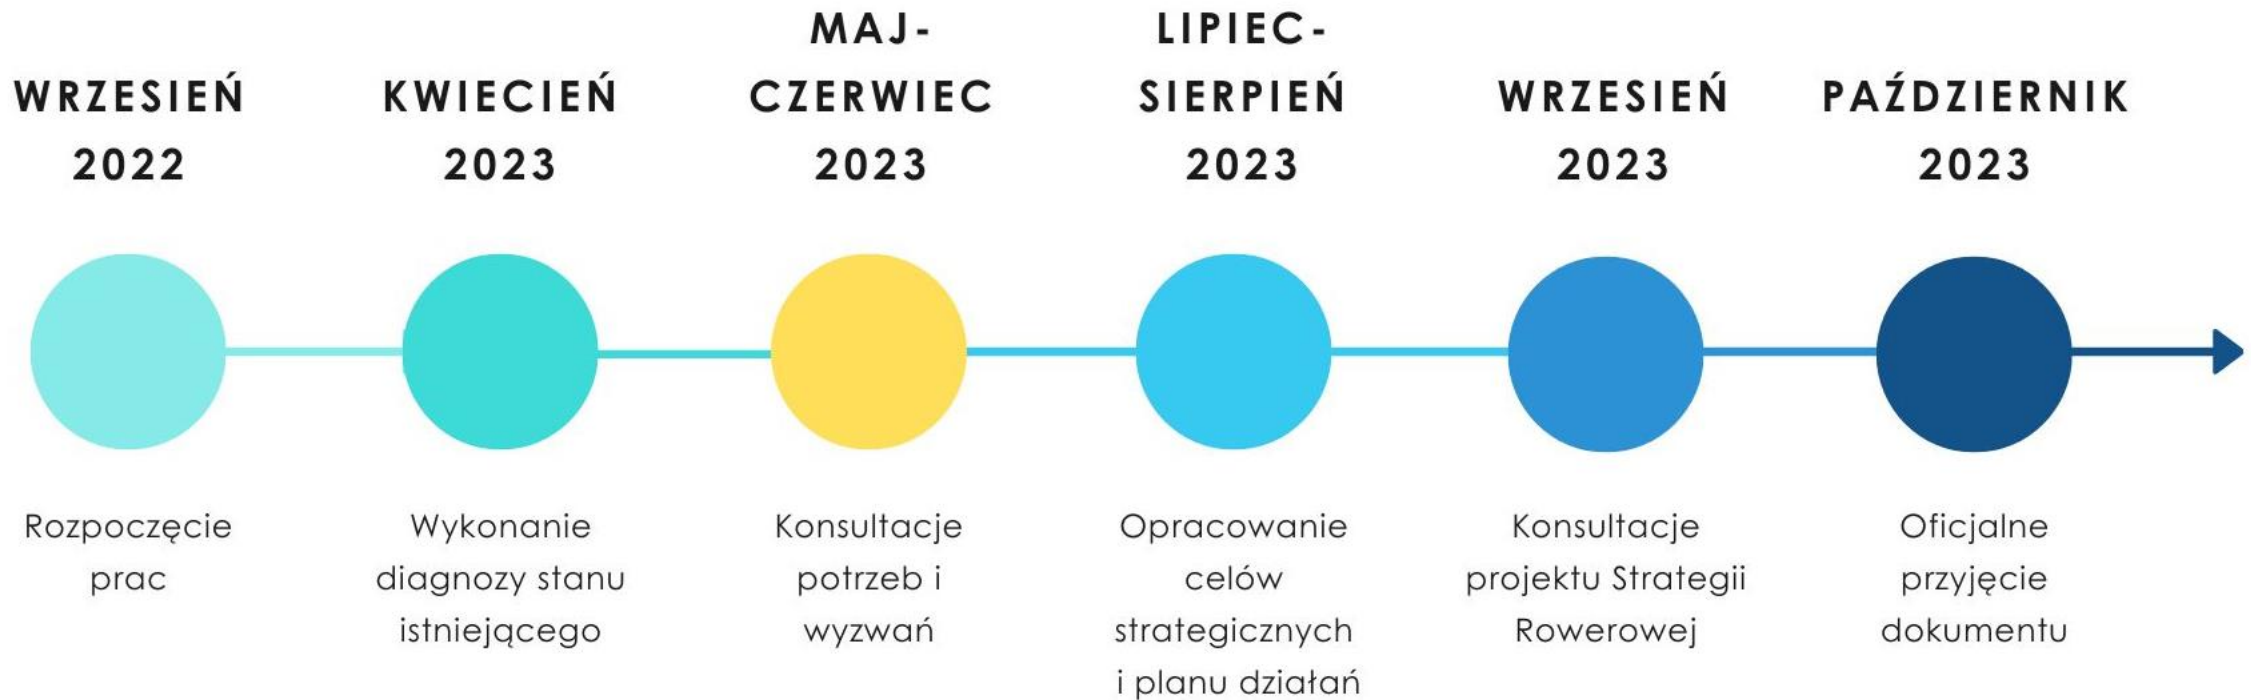 WRZESIEŃ
2022
KWIECIEŃ
2023
MAJ-
CZERWIEC
2023
LIPIEC-
SIERPIEŃ
2023
WRZESIEŃ
2023
PAŹDZIERNIK
2023
Rozpoczęcie
prac
Wykonanie
diagnozy stanu
istniejącego
Konsultacje
potrzeb i
wyzwań
Opracowanie
celów
strategicznych
i planu działań
Konsultacje
projektu Strategii
Rowerowej
Oficjalne
przyjęcie
dokumentu